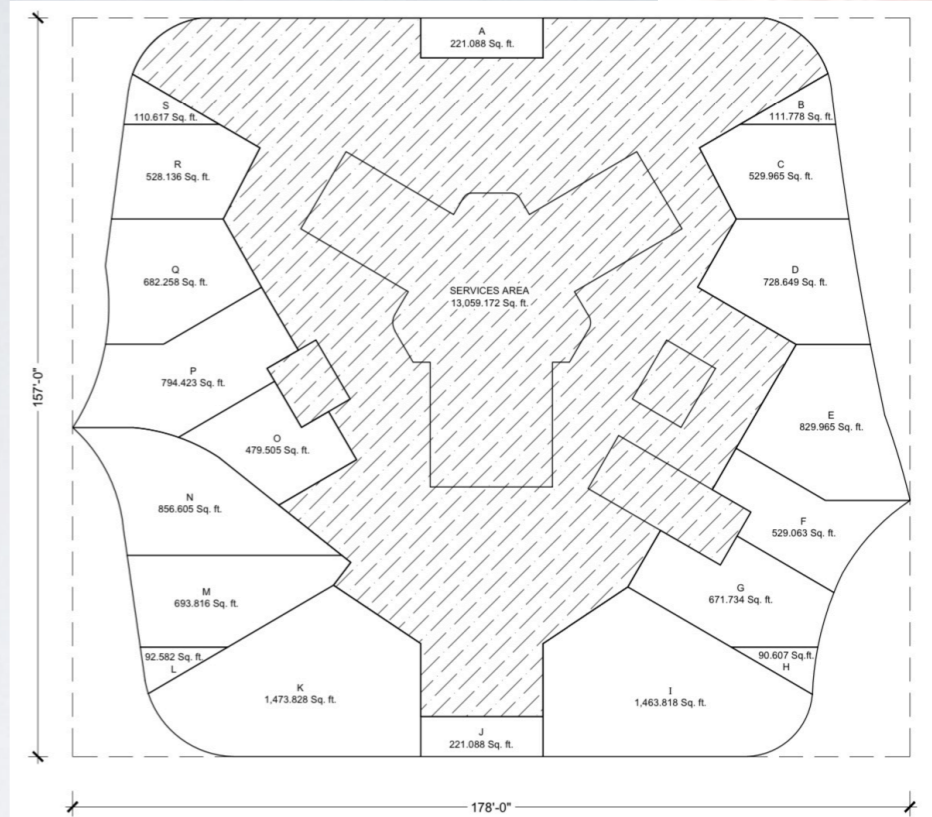 A
221.088 Sq. ft.
S
110.617 Sq. ft.
B
111.778 Sq. ft.
R
528.136 Sq. ft.
C
529.965 Sq. ft.
Q
682.258 Sq. ft.
D
728.649 Sq. ft.
SERVICES AREA
13,059.172 Sq. ft.
P
794.423 Sq. ft.
157'-0"
E
829.965 Sq. ft.
O
479.505 Sq. ft.
N
856.605 Sq. ft.
F
529.063 Sq. ft.
M
693.816 Sq. ft.
G
671.734 Sq. ft.
92.582 Sq. ft.
L
90.607 Sq.ft.
H
K
1,473.828 Sq. ft.
I
1,463.818 Sq. ft.
J
221.088 Sq. ft.
178'-0"